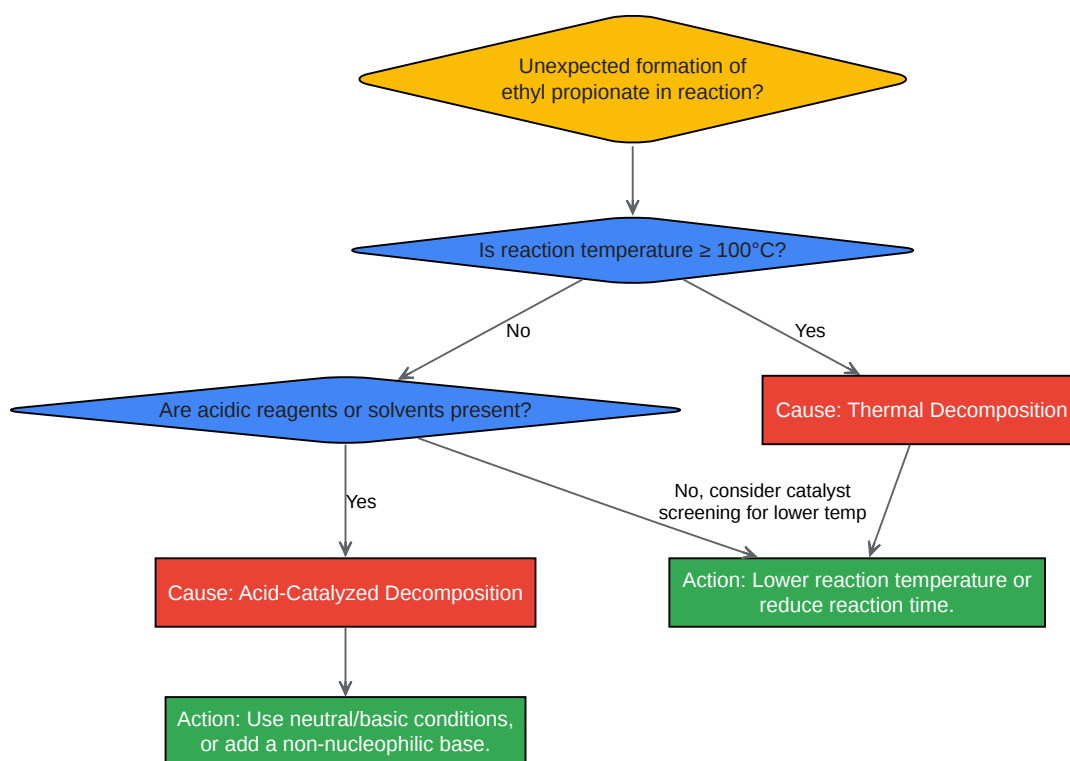 Unexpected formation of
ethyl propionate in reaction?
Is reaction temperature ≥ 100°C?
No
Yes
Are acidic reagents or solvents present?
Cause: Thermal Decomposition
Yes
No, consider catalyst
screening for lower temp
Cause: Acid-Catalyzed Decomposition
Action: Lower reaction temperature or
reduce reaction time.
Action: Use neutral/basic conditions,
or add a non-nucleophilic base.